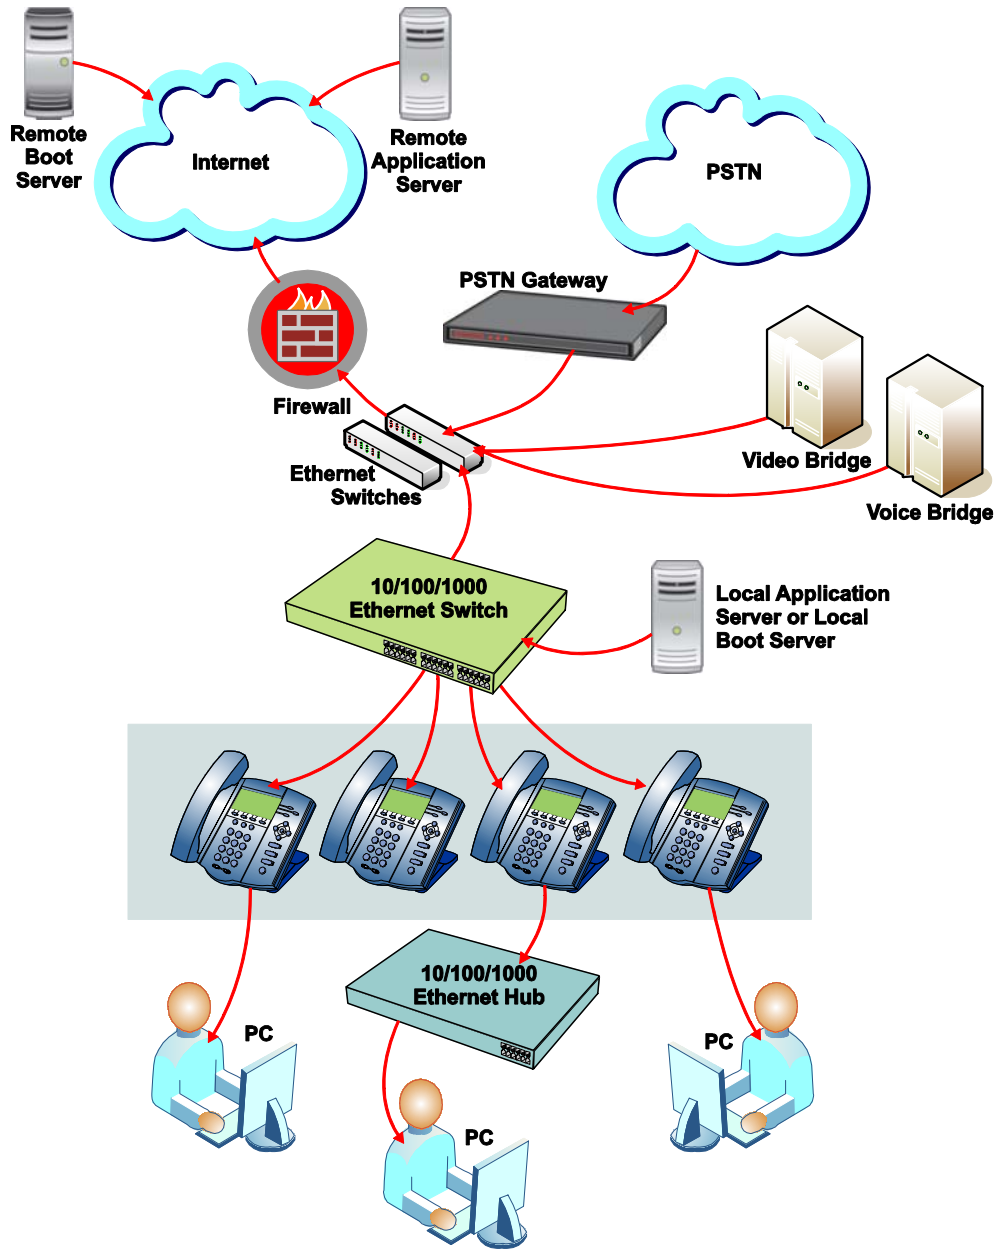 Remote
Boot
Server
Internet
Remote
Application
Server
PSTN
PSTN Gateway
Firewall
Ethernet
Switches
Video Bridge
Voice Bridge
10/100/1000
Ethernet Switch
Local Application
Server or Local
Boot Server
10/100/1000
Ethernet Hub
PC
PC
PC